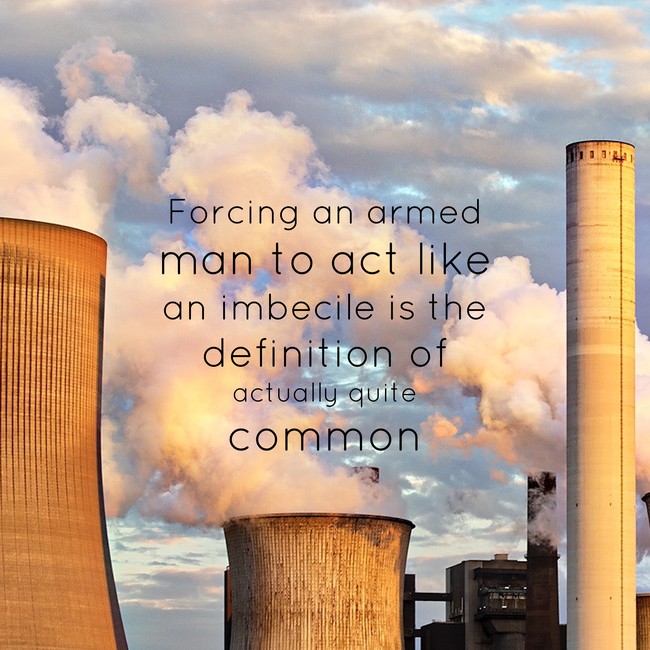 Forcing an armed
man to act like
an imbecile is the
definition of
actually quite
common